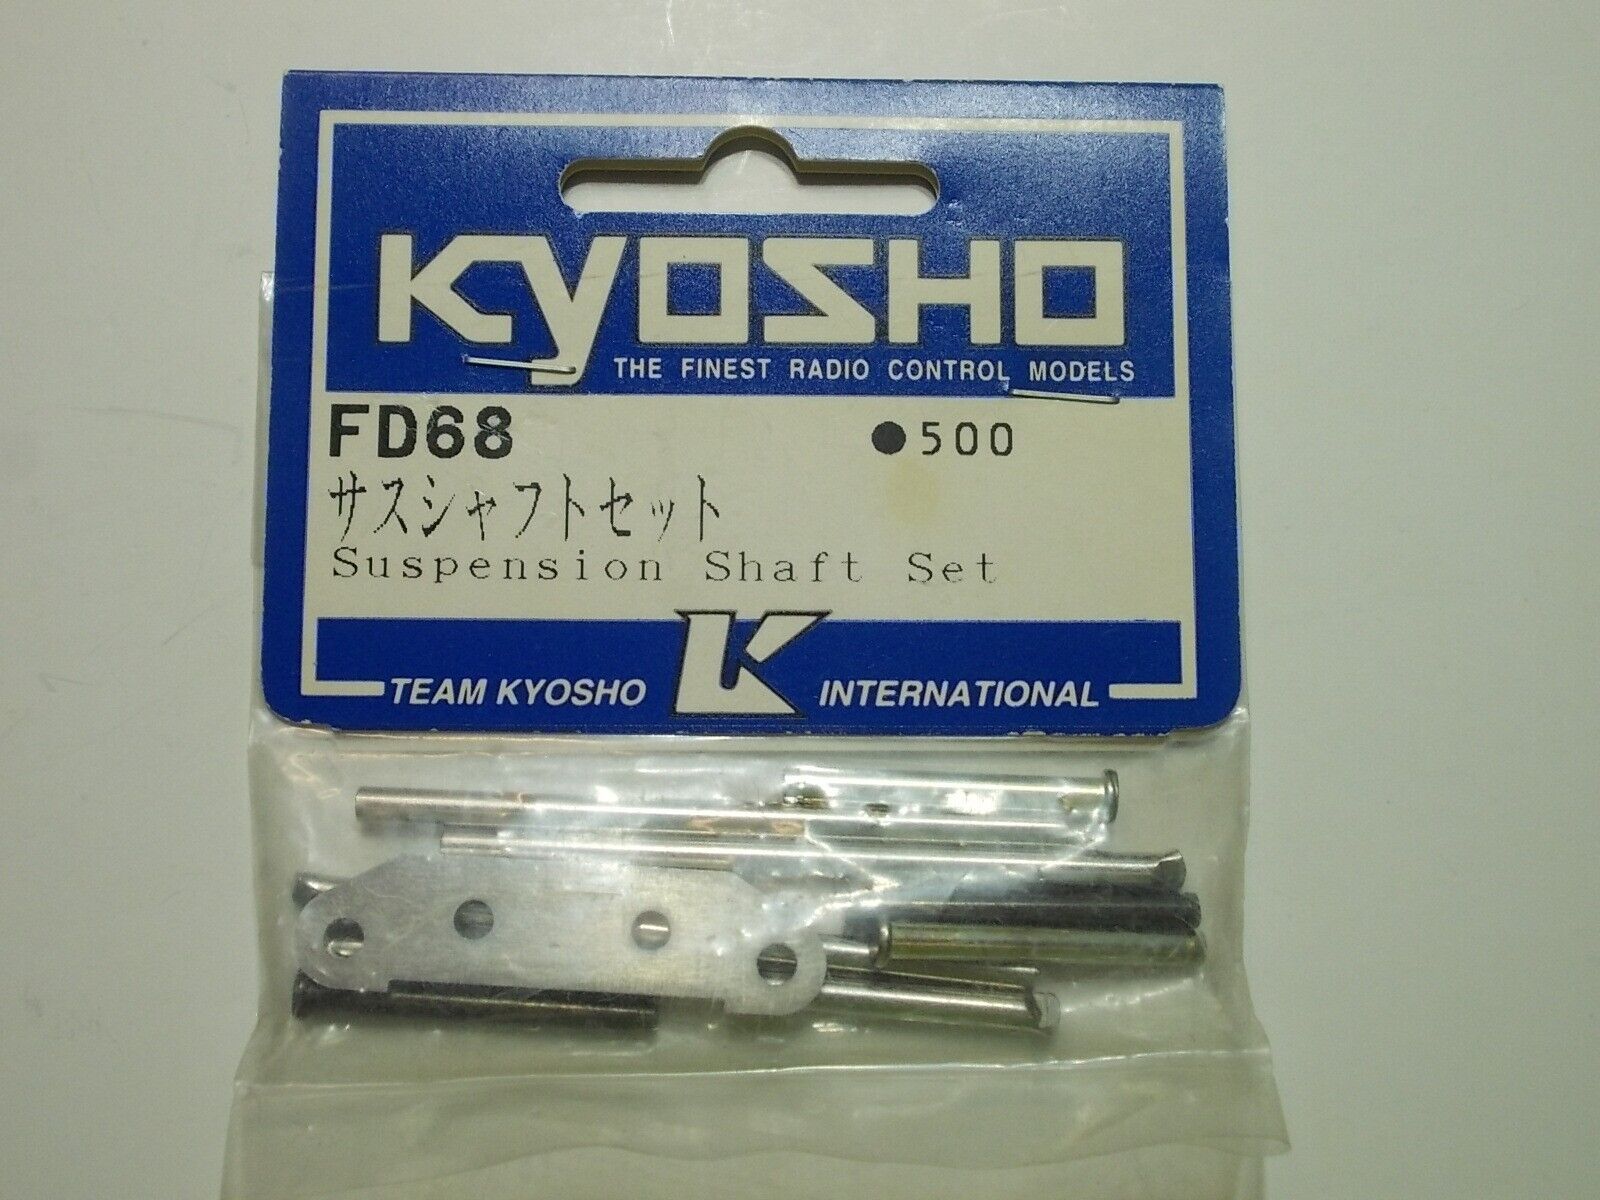 KYOSHO
THE FINEST RADIO CONTROL MODELS
FD68 ●500
サスシャフトセット
Suspension Shaft Set
TEAM KYOSHO K INTERNATIONAL